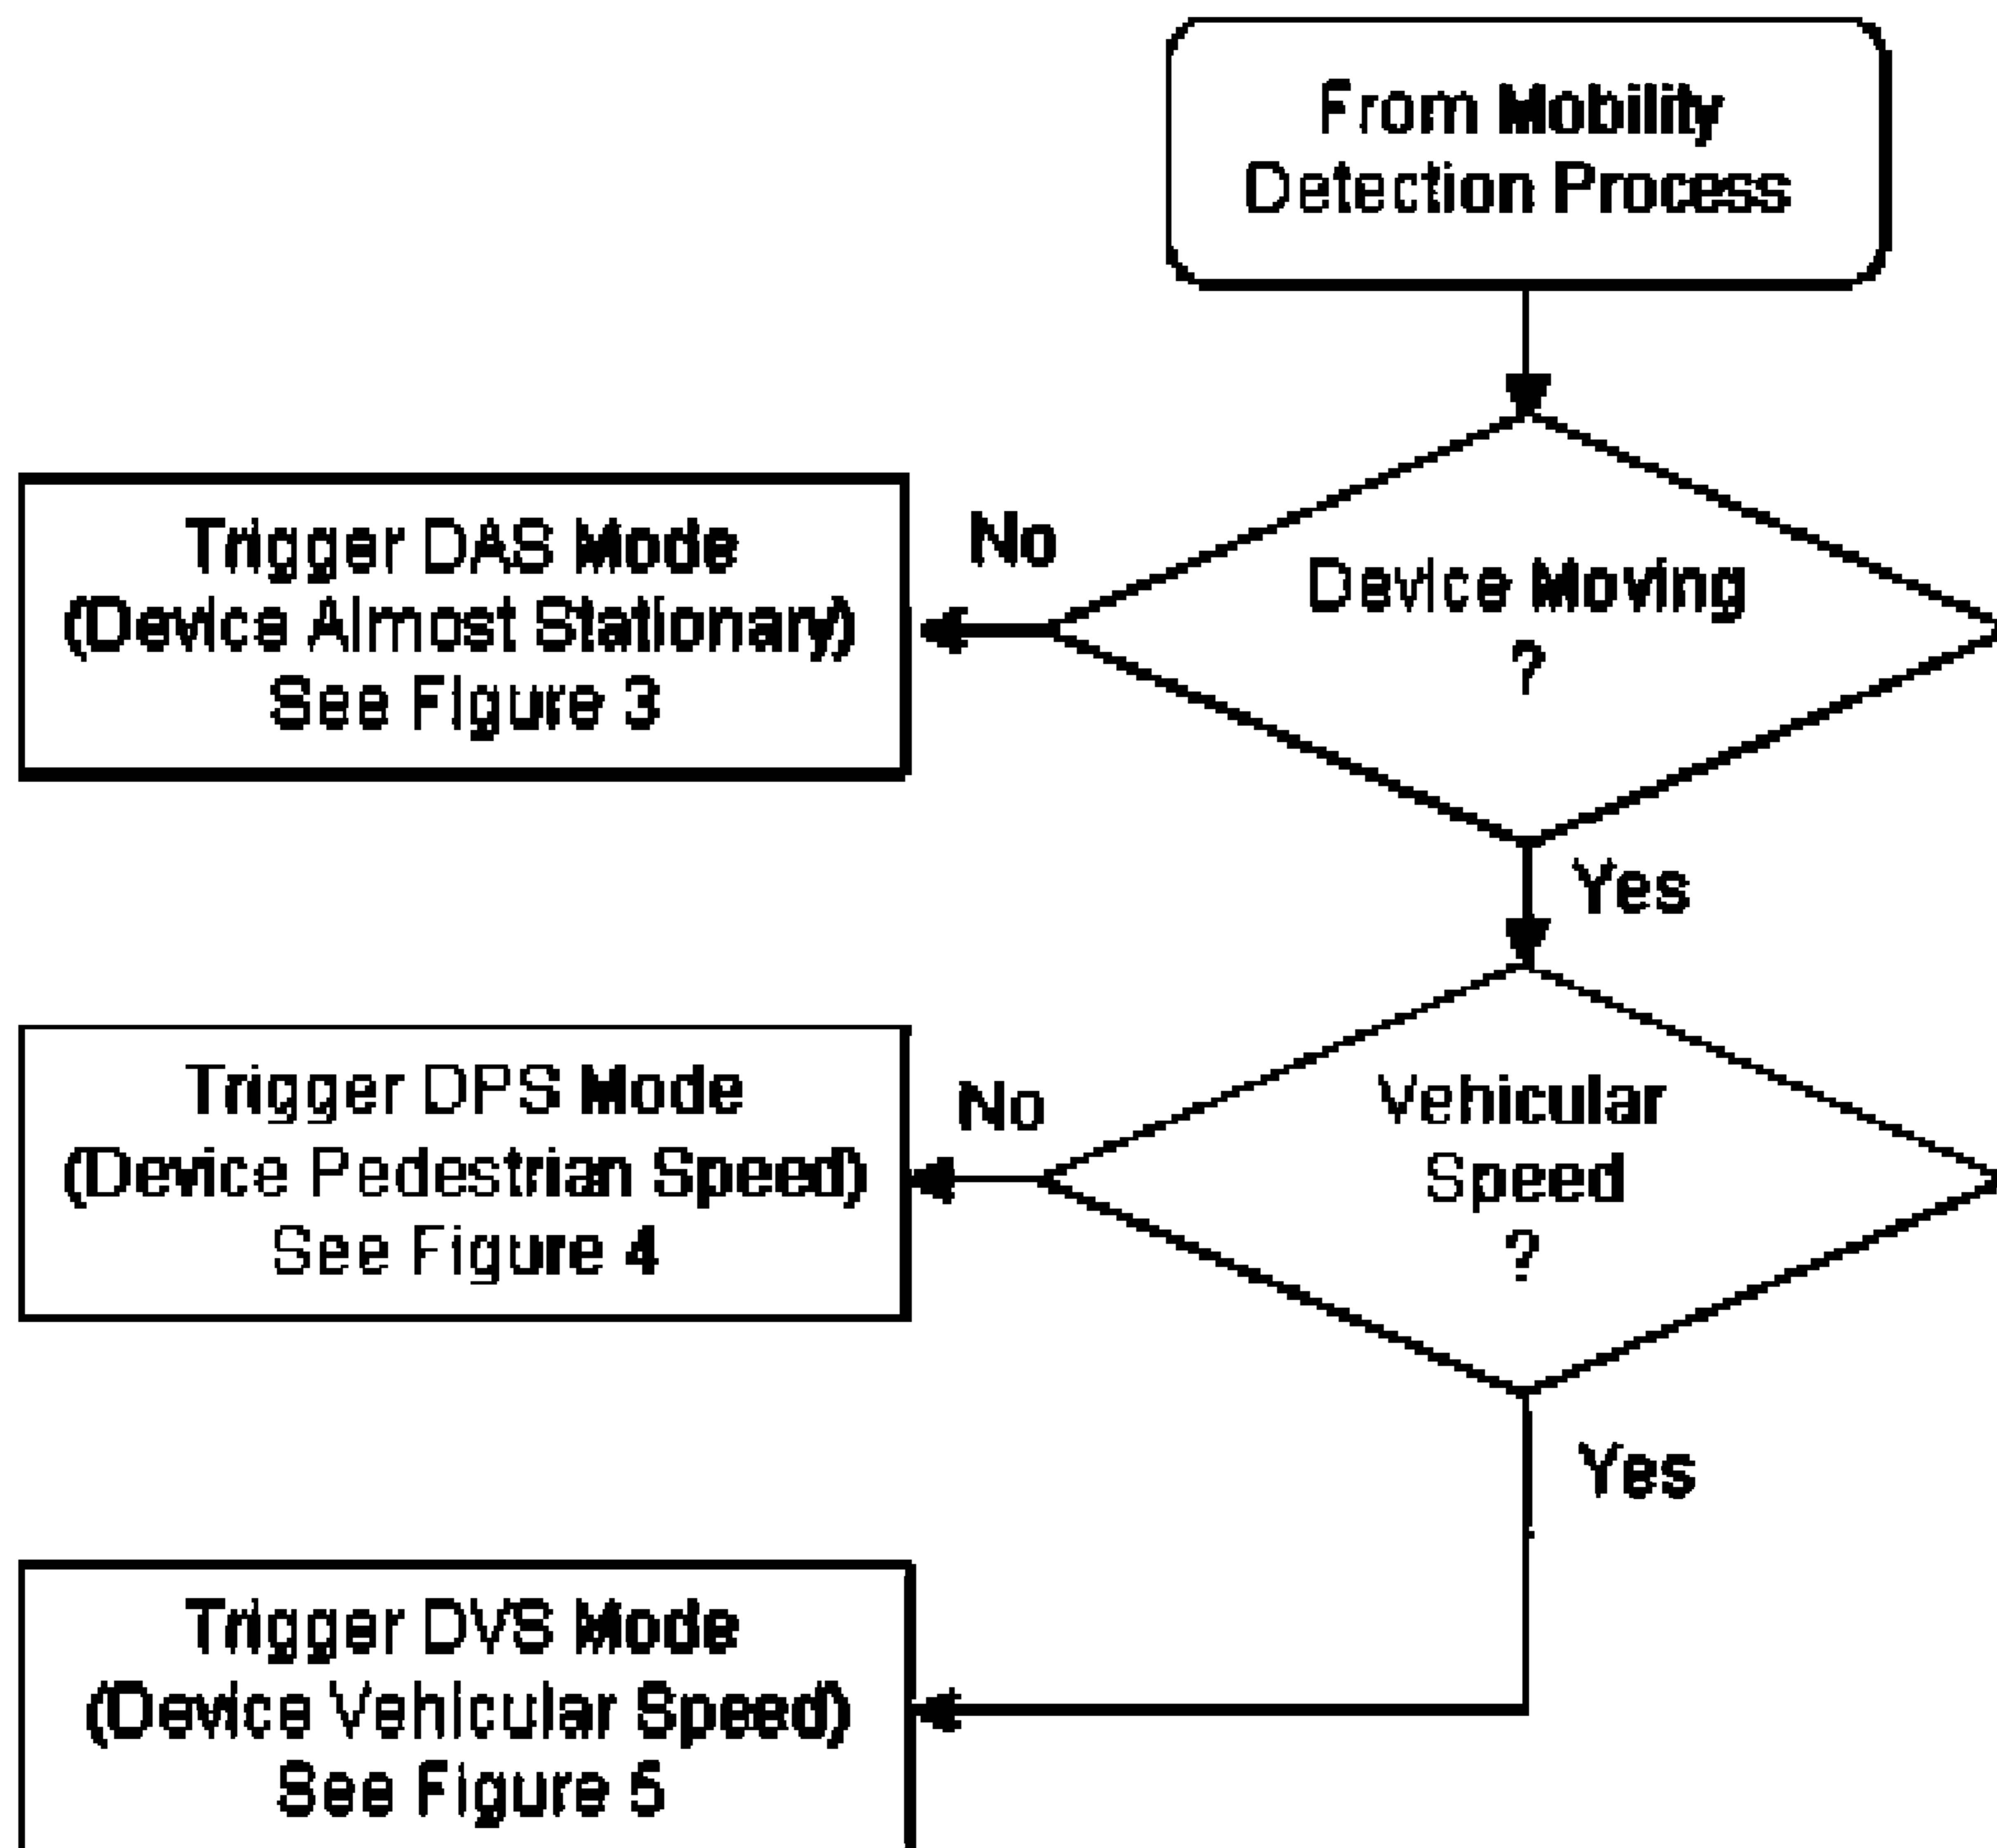 From Mobility
Detection Process
Device Moving
?
No
Trigger DAS Mode
(Device Almost Stationary)
See Figure 3
Yes
Vehicular
Speed
?
No
Trigger DPS Mode
(Device Pedestrian Speed)
See Figure 4
Yes
Trigger DVS Mode
(Device Vehicular Speed)
See Figure 5